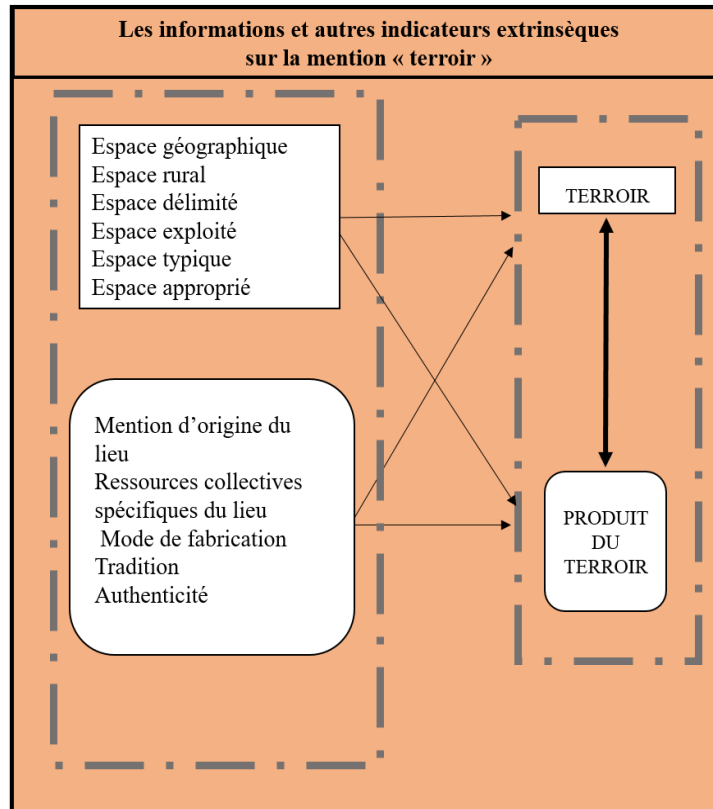 Les informations et autres indicateurs extrinsèques
sur la mention « terroir »
Espace géographique
Espace rural
Espace délimité
Espace exploité
Espace typique
Espace approprié
Mention d'origine du
lieu
Ressources collectives
spécifiques du lieu
Mode de fabrication
Tradition
Authenticité
TERROIR
PRODUIT
DU
TERROIR